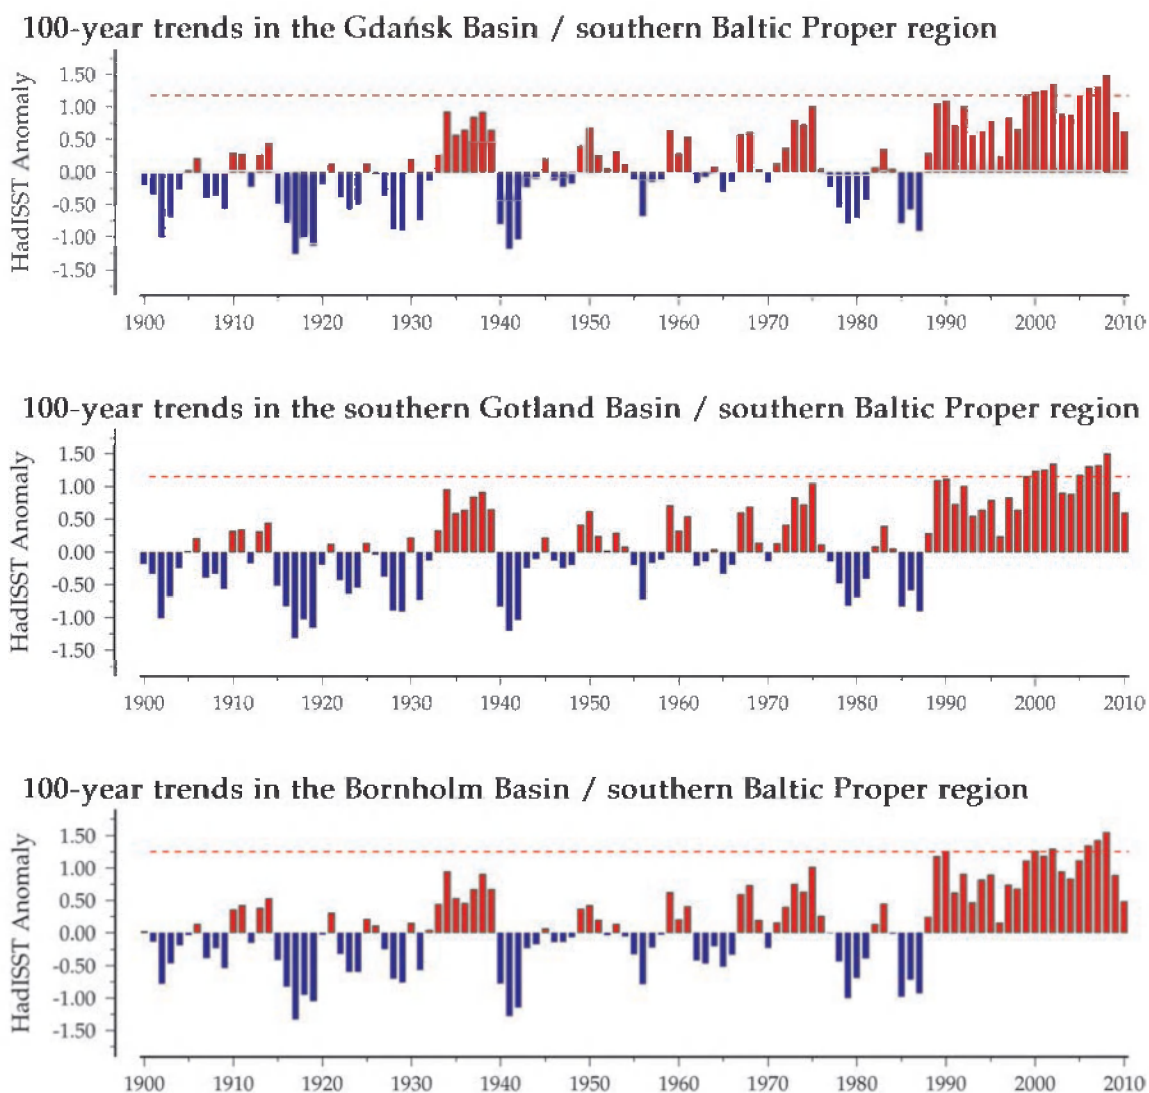 100-year trends in the Gdańsk Basin / southern Baltic Proper region
HadISST Anomaly
1.50
1.00
0.50
0.00
-0.50
-1.00
-1.50
1900 1910 1920 1930 1940 1950 1960 1970 1980 1990 2000 2010
100-year trends in the southern Gotland Basin / southern Baltic Proper region
HadISST Anomaly
1.50
1.00
0.50
0.00
-0.50
-1.00
-1.50
1900 1910 1920 1930 1940 1950 1960 1970 1980 1990 2000 2010
100-year trends in the Bornholm Basin / southern Baltic Proper region
HadISST Anomaly
1.50
1.00
0.50
0.00
-0.50
-1.00
-1.50
1900 1910 1920 1930 1940 1950 1960 1970 1980 1990 2000 2010